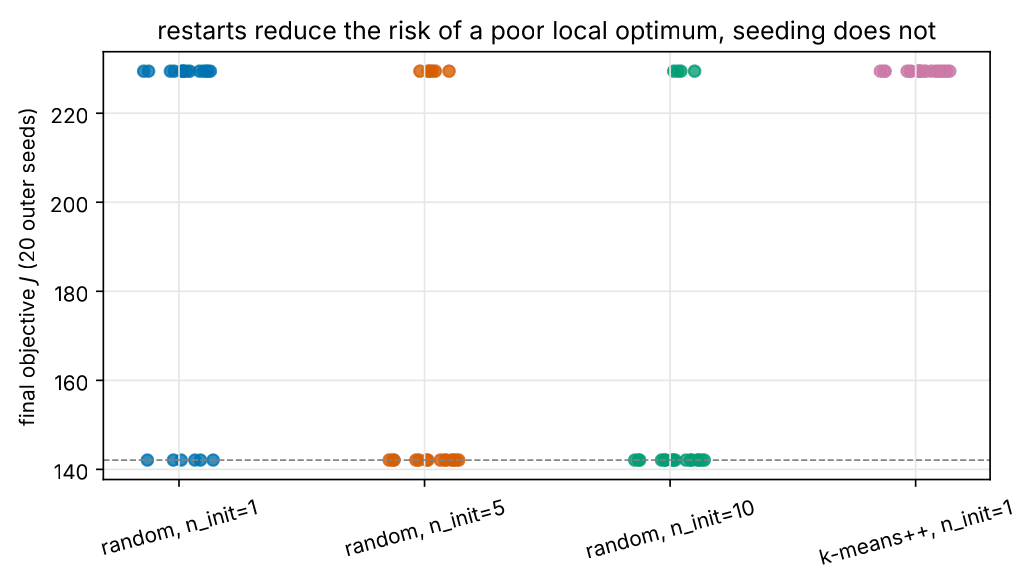 restarts reduce the risk of a poor local optimum, seeding does not
final objective J (20 outer seeds)
220
200
180
160
140
random, n_init=1
random, n_init=5
random, n_init=10
k-means++, n_init=1